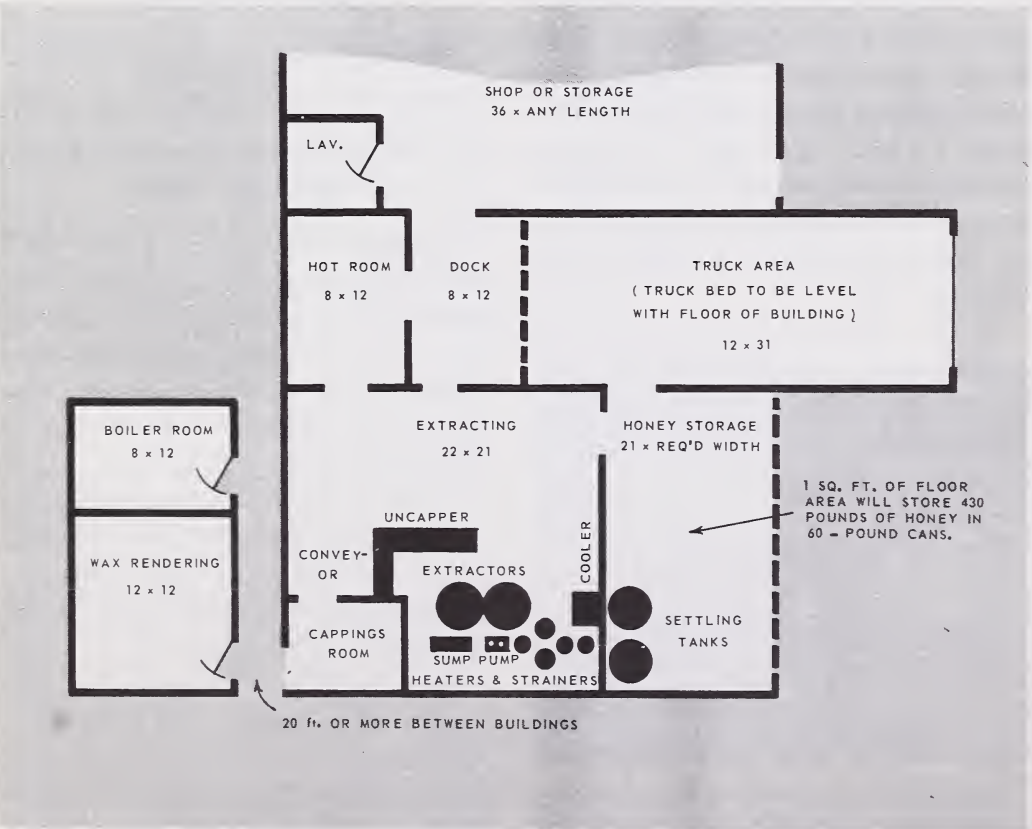 SHOP OR STORAGE
36 x ANY LENGTH
LAV.
HOT ROOM
8 x 12
DOCK
8 x 12
TRUCK AREA
( TRUCK BED TO BE LEVEL
WITH FLOOR OF BUILDING )
12 x 31
BOILER ROOM
8 x 12
EXTRACTING
22 x 21
HONEY STORAGE
21 x REQ'D WIDTH
1 SQ. FT. OF FLOOR
AREA WILL STORE 430
POUNDS OF HONEY IN
60 - POUND CANS.
UNCAPPER
COOLER
CONVEY-
OR
EXTRACTORS
WAX RENDERING
12 x 12
CAPPINGS
ROOM
SETTLING
TANKS
SUMP PUMP
HEATERS & STRAINERS
20 ft. OR MORE BETWEEN BUILDINGS